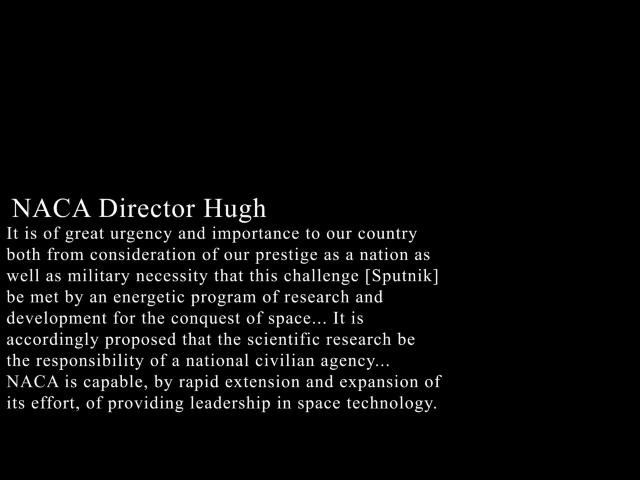 NACA Director Hugh
It is of great urgency and importance to our country
both from consideration of our prestige as a nation as
well as military necessity that this challenge [Sputnik]
be met by an energetic program of research and
development for the conquest of space... It is
accordingly proposed that the scientific research be
the responsibility of a national civilian agency...
NACA is capable, by rapid extension and expansion of
its effort, of providing leadership in space technology.